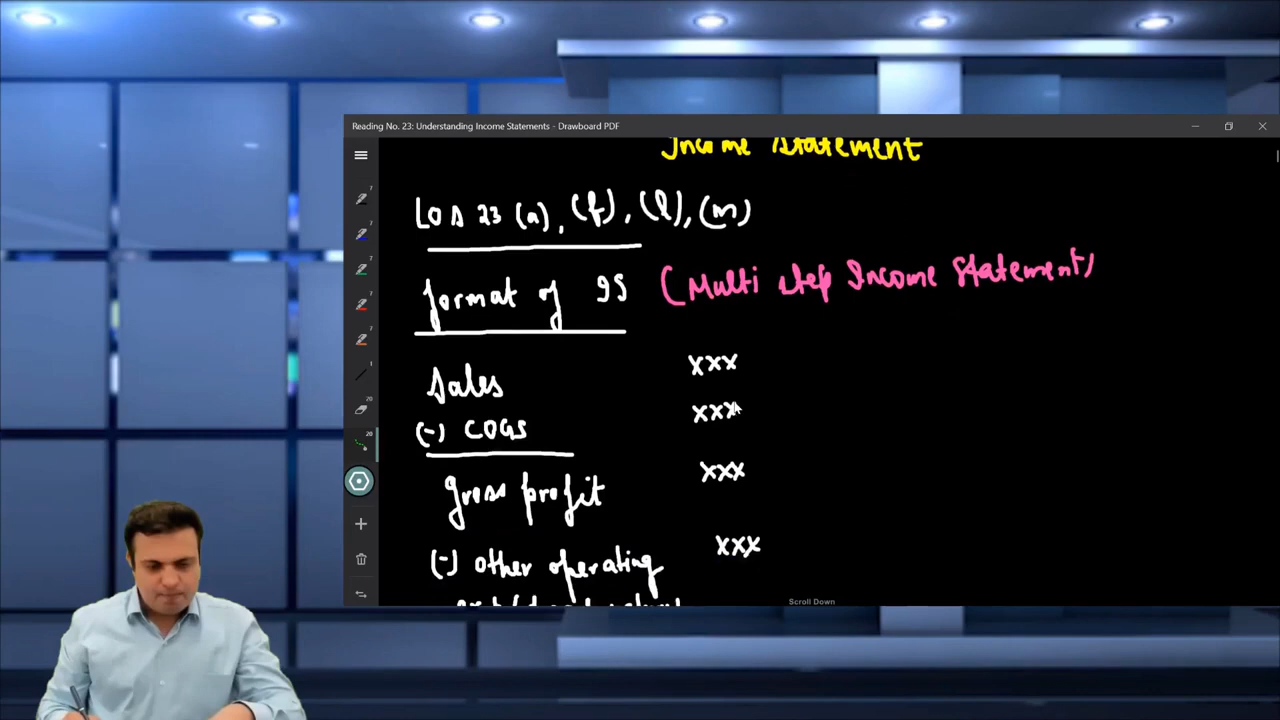 Reading No. 23: Understanding Income Statements - Drawboard PDF
Income Statement
LOS 23 (a), (f), (l), (m)
format of IS (Multi step Income Statement)
Sales xxx
(-) COGS xxx
Gross profit xxx
(-) other operating xxx
Scroll Down